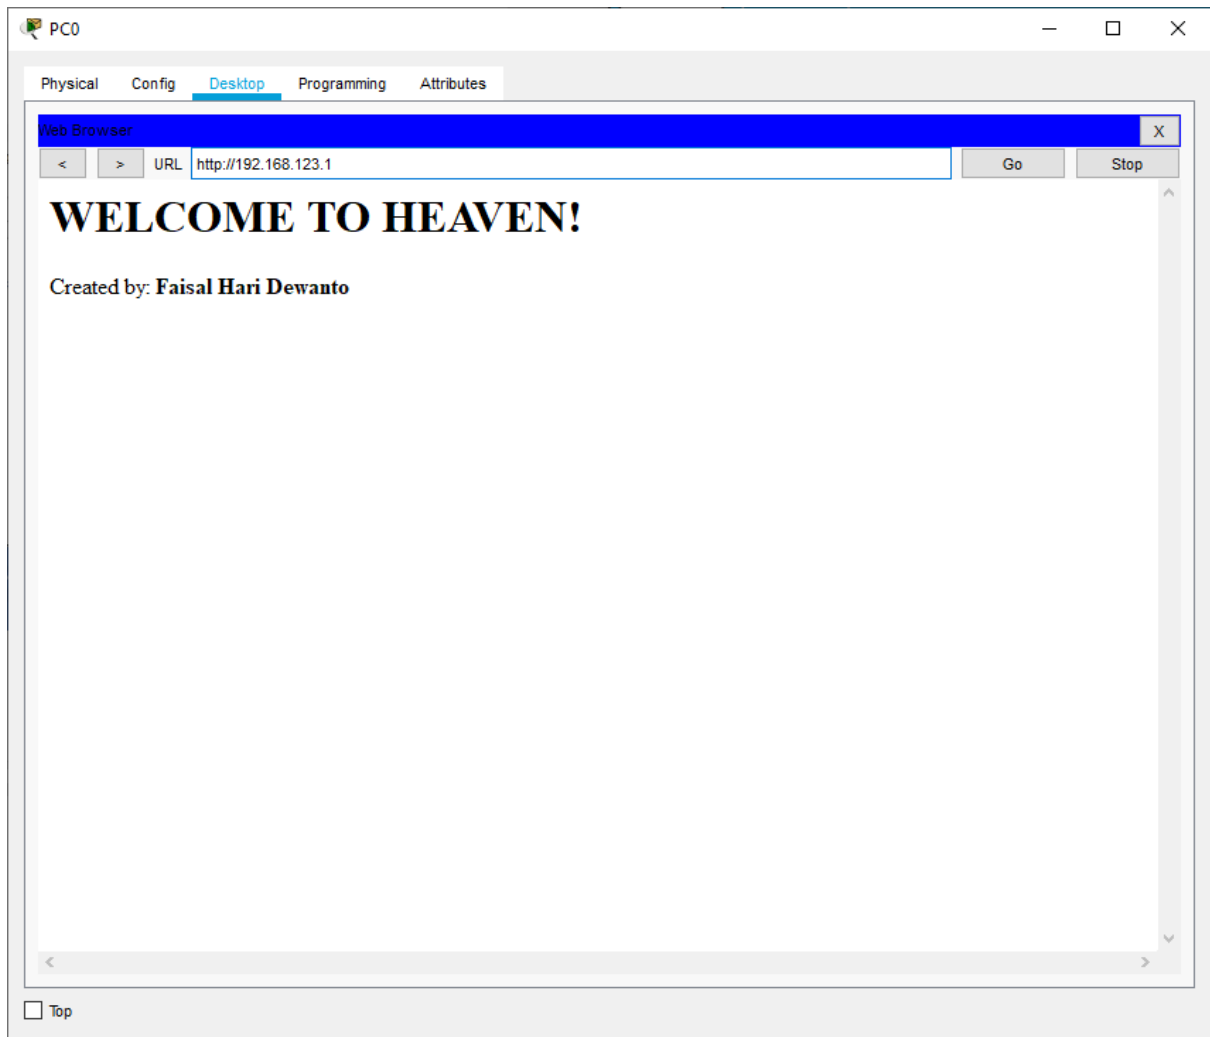 PC0
Physical Config Desktop Programming Attributes
Web Browser X
< > URL http://192.168.123.1 Go Stop
WELCOME TO HEAVEN!
Created by: Faisal Hari Dewanto
Top